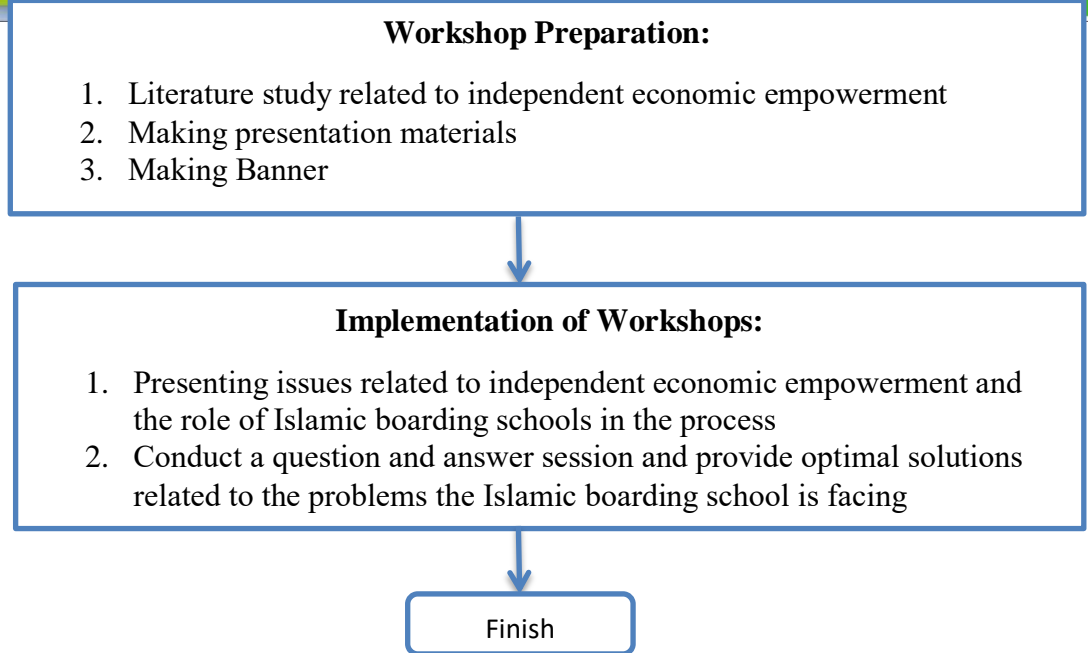 Workshop Preparation:
1. Literature study related to independent economic empowerment
2. Making presentation materials
3. Making Banner
Implementation of Workshops:
1. Presenting issues related to independent economic empowerment and
the role of Islamic boarding schools in the process
2. Conduct a question and answer session and provide optimal solutions
related to the problems the Islamic boarding school is facing
Finish